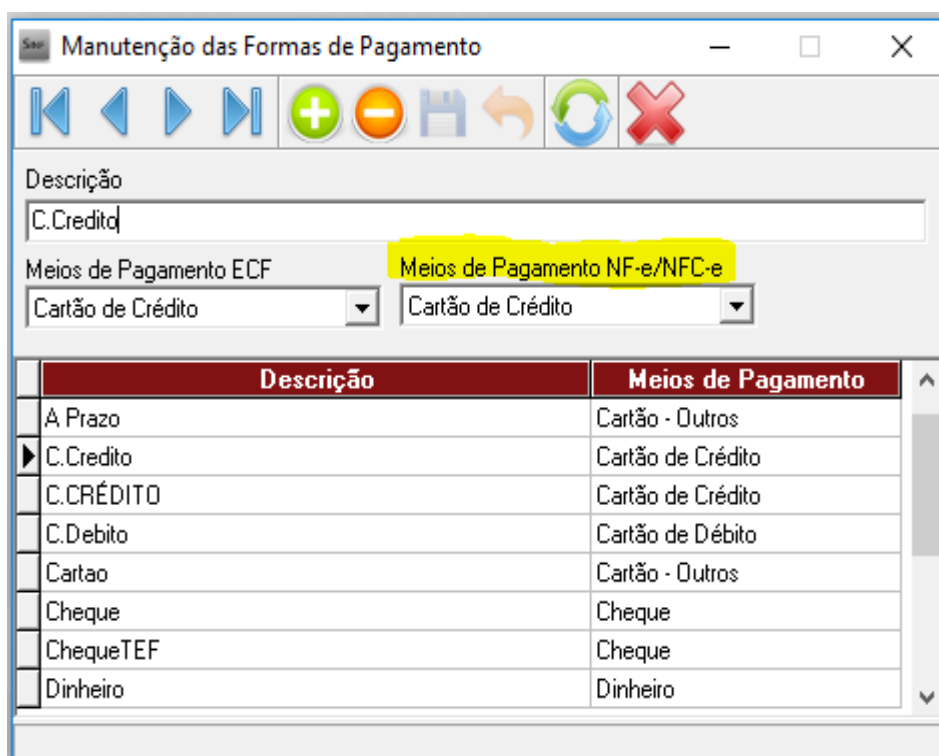 Manutenção das Formas de Pagamento
Descrição
C.Credito
Meios de Pagamento ECF Meios de Pagamento NF-e/NFC-e
Cartão de Crédito Cartão de Crédito
Descrição Meios de Pagamento
A Prazo Cartão - Outros
C.Credito Cartão de Crédito
C.CRÉDITO Cartão de Crédito
C.Debito Cartão de Débito
Cartao Cartão - Outros
Cheque Cheque
ChequeTEF Cheque
Dinheiro Dinheiro